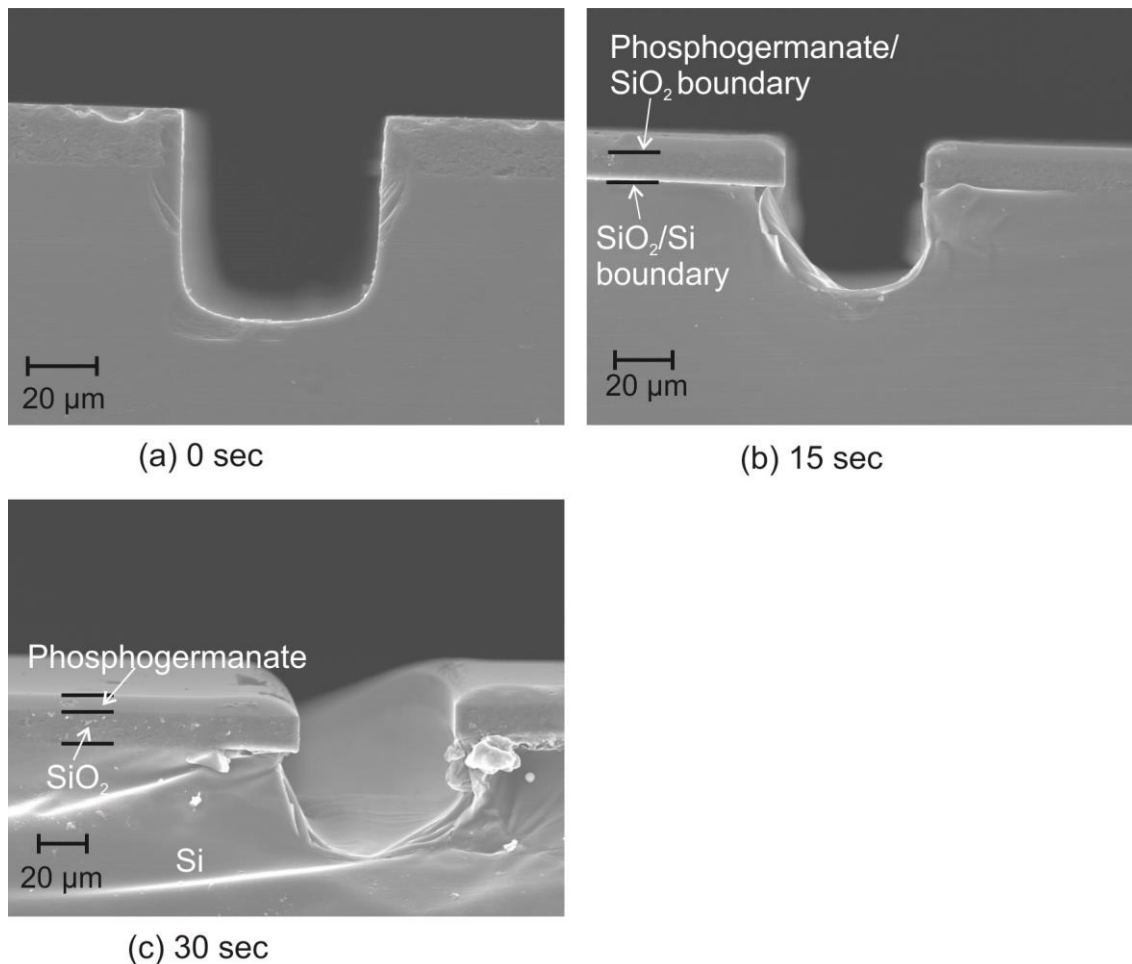 20 µm
(a) 0 sec
Phosphogermanate/
SiO₂ boundary
SiO₂/Si
boundary
20 µm
(b) 15 sec
Phosphogermanate
SiO₂
Si
20 µm
(c) 30 sec